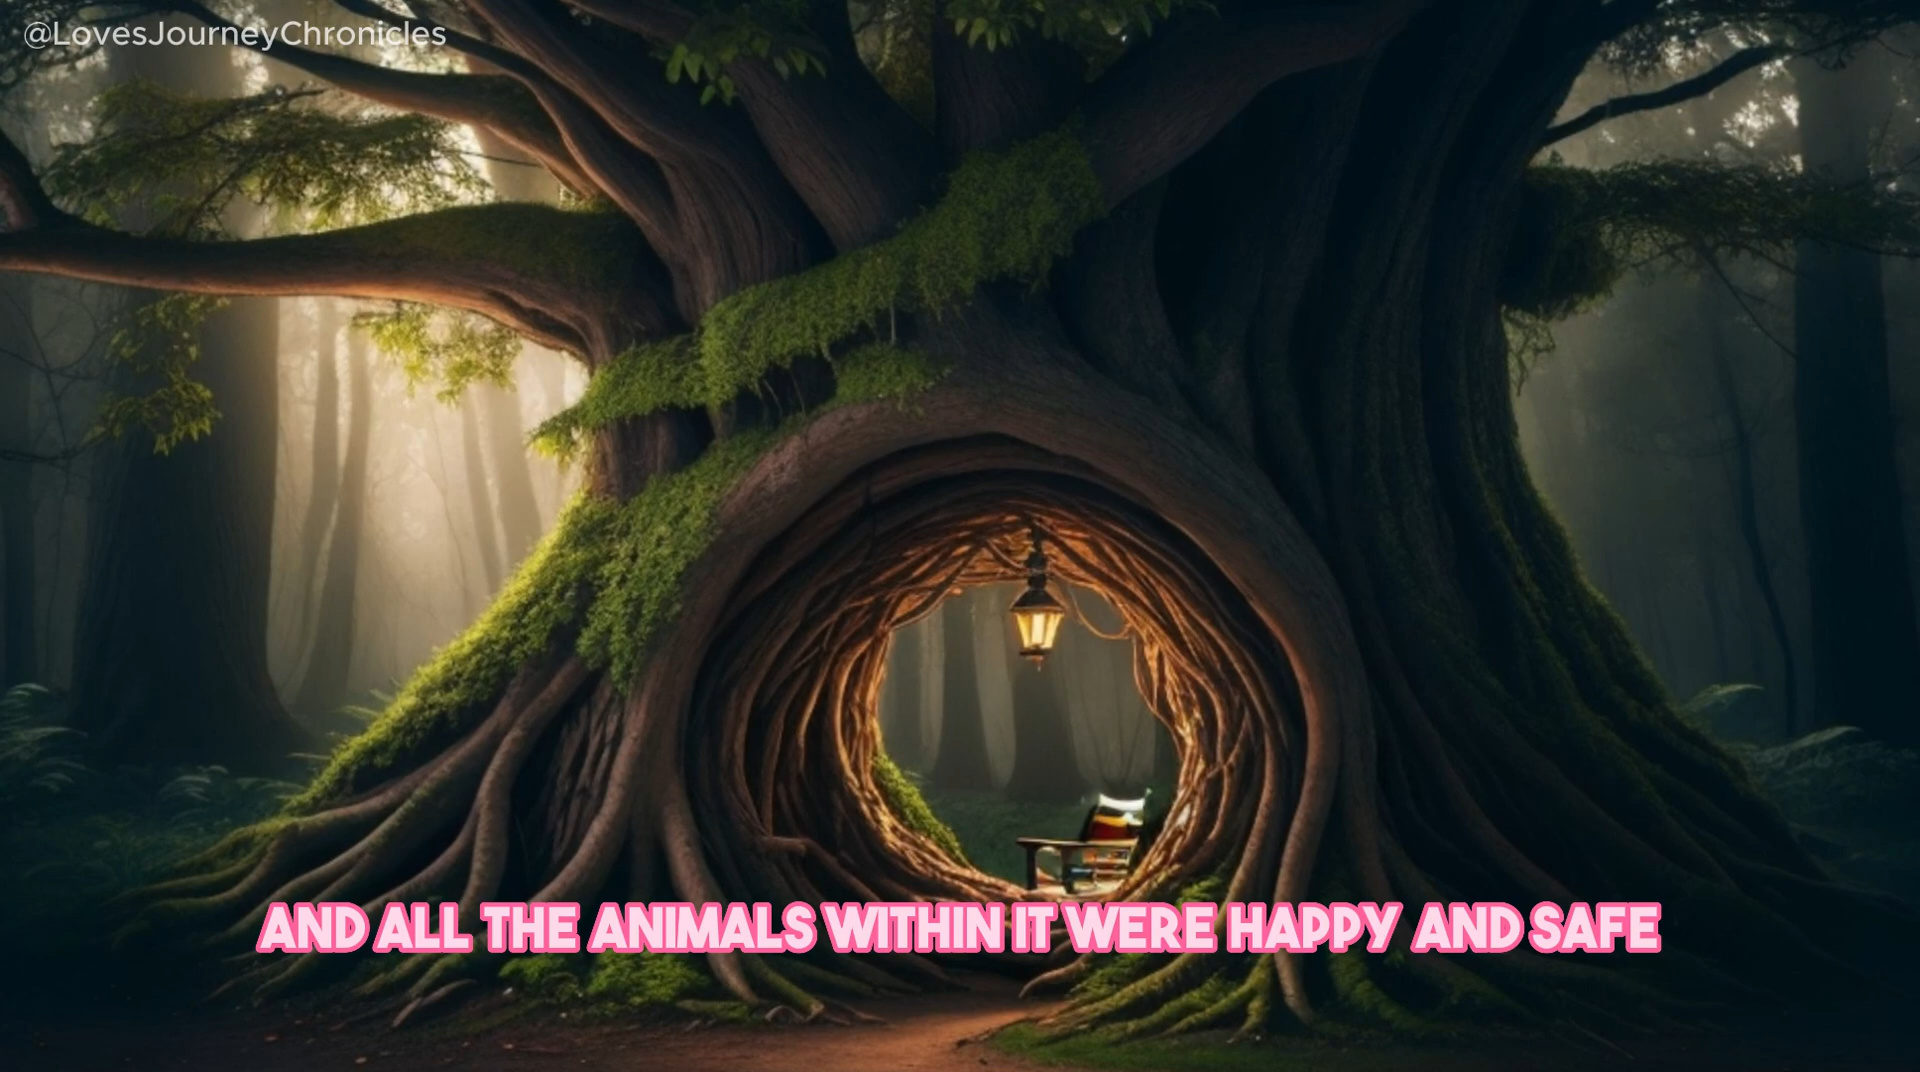 @LovesJourneyChronicles
AND ALL THE ANIMALS WITHIN IT WERE HAPPY AND SAFE